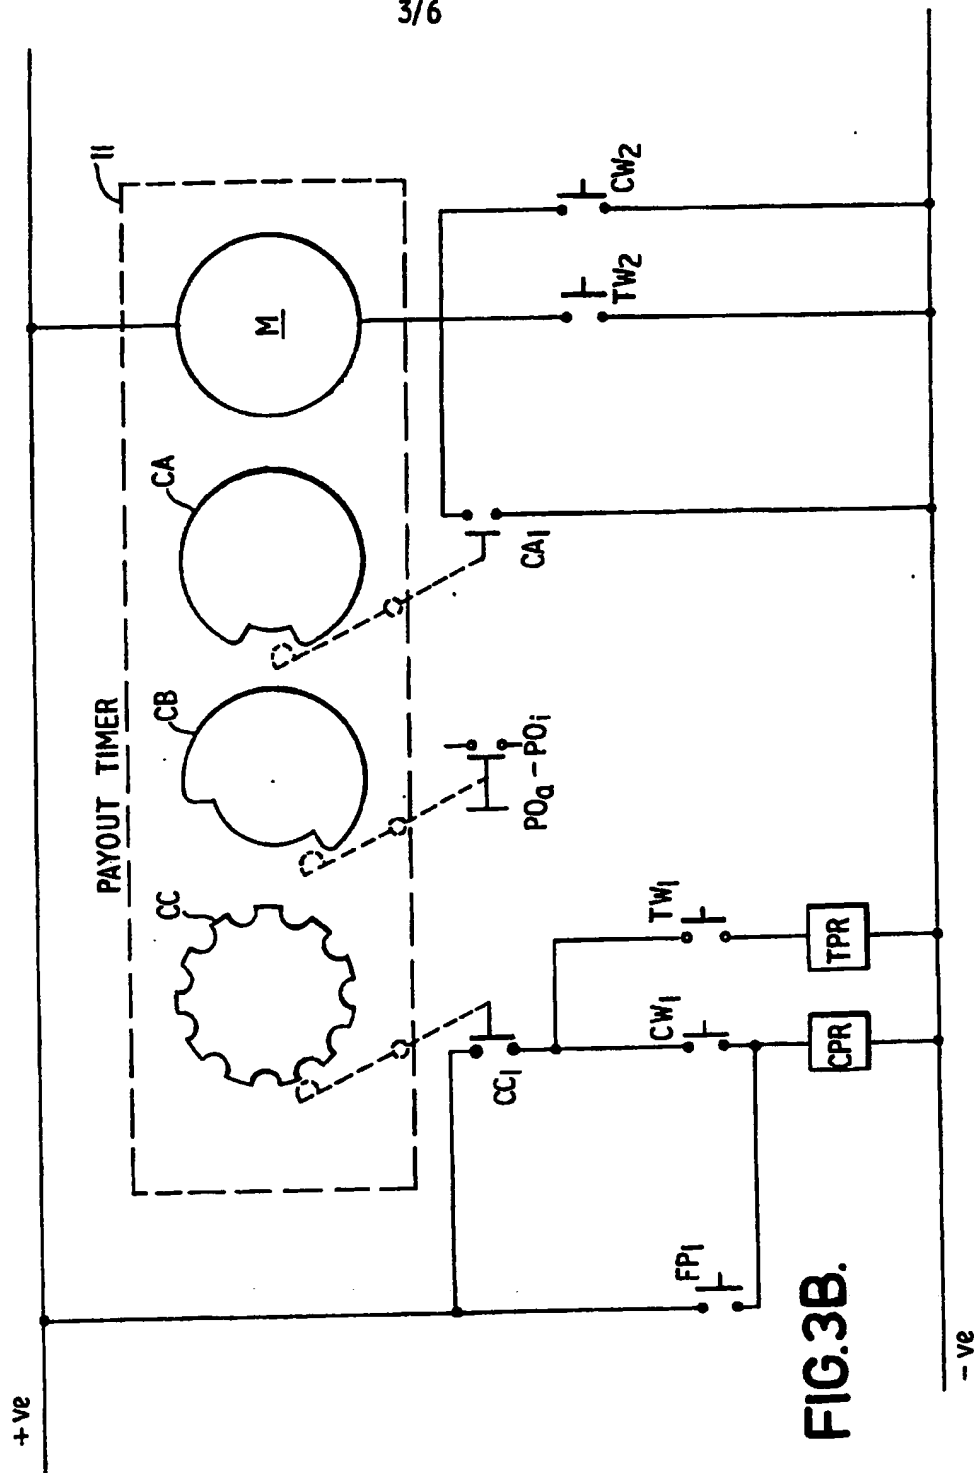 3/6
+ve
PAYOUT TIMER
11
CC
CB
CA
M
CC1
POa – POi
CA1
TW2
CW2
FP1
CW1
TW1
CPR
TPR
-ve
FIG.3B.